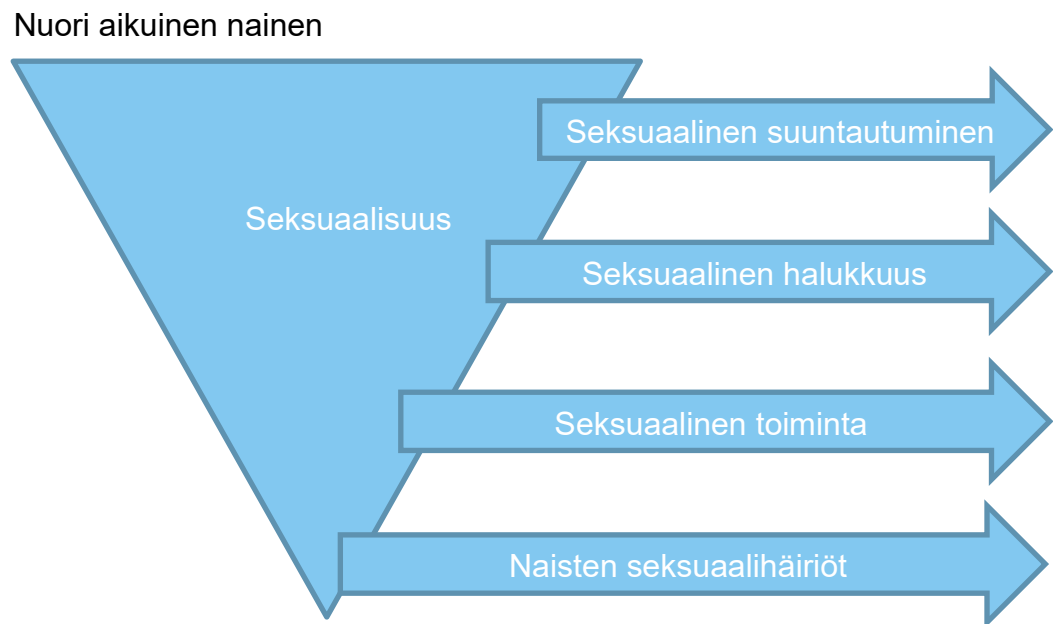 Nuori aikuinen nainen
Seksuaalinen suuntautuminen
Seksuaalisuus
Seksuaalinen halukkuus
Seksuaalinen toiminta
Naisten seksuaalihäiriöt